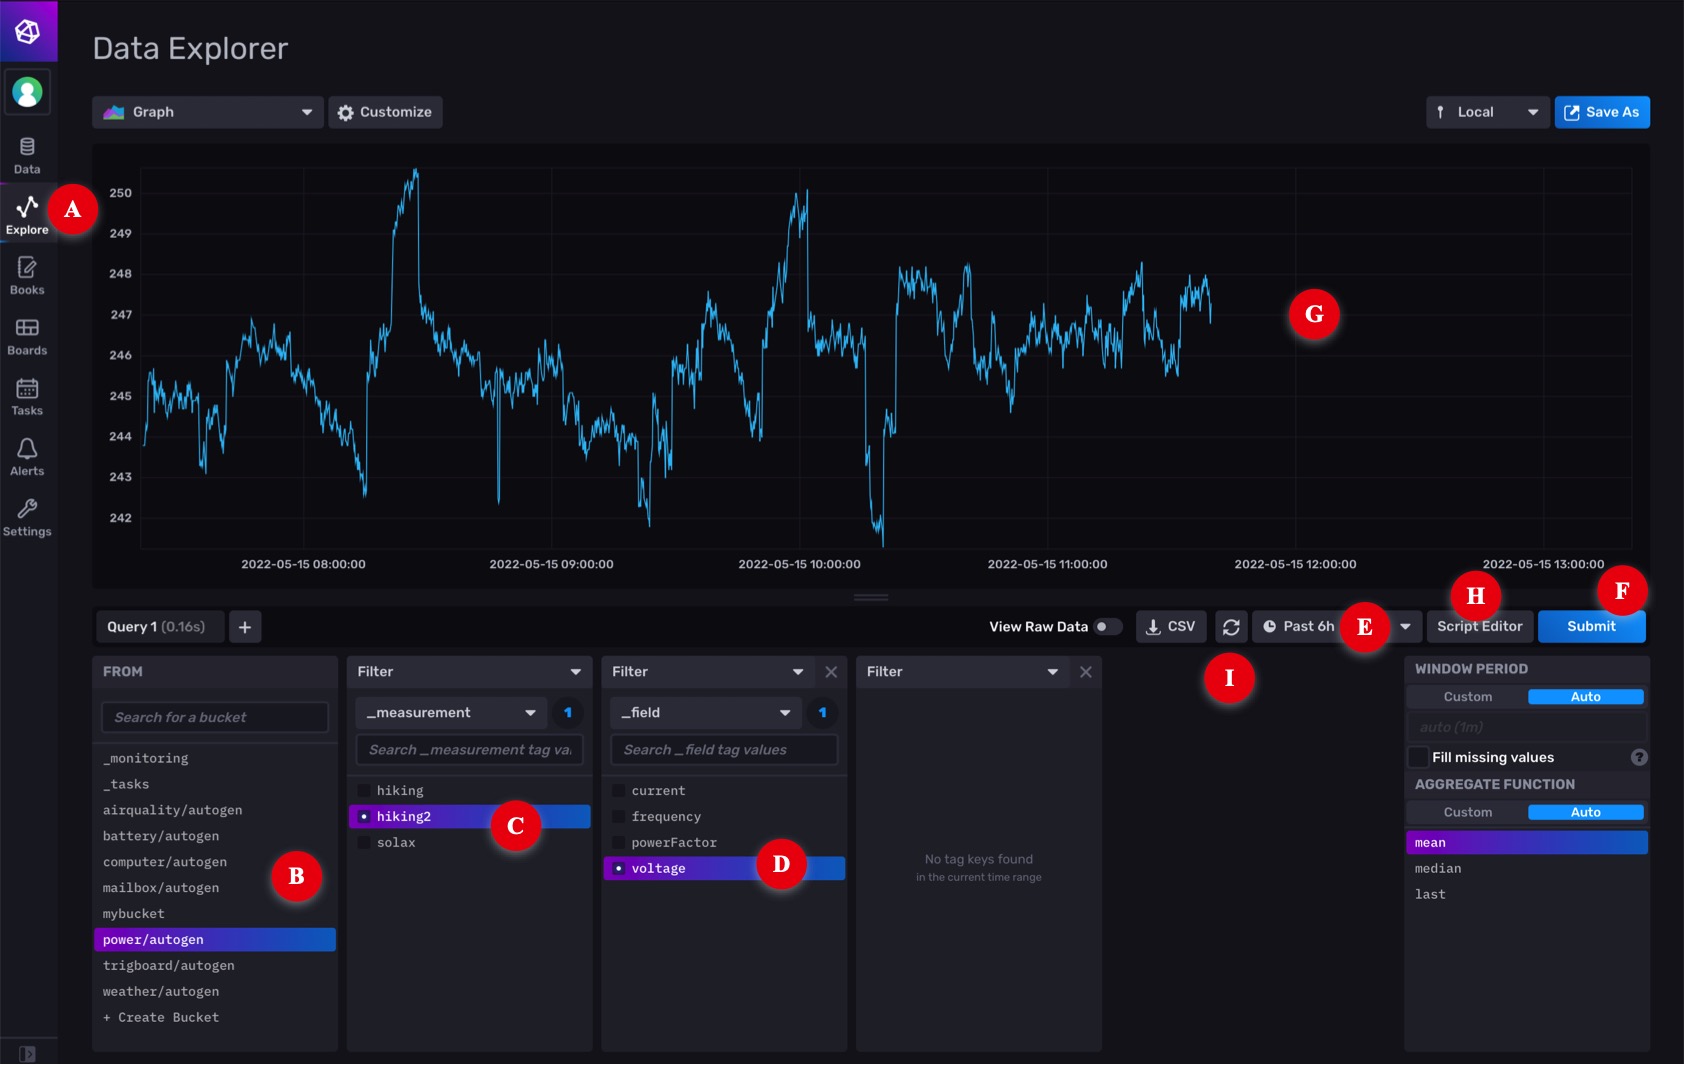 Data Explorer
Graph
Customize
Local
Save As
Data
Explore
A
Books
Boards
Tasks
Alerts
Settings
250
249
248
247
246
245
244
243
242
G
2022-05-15 08:00:00
2022-05-15 09:00:00
2022-05-15 10:00:00
2022-05-15 11:00:00
2022-05-15 12:00:00
2022-05-15 13:00:00
H
F
Query 1 (0.16s)
+
View Raw Data
CSV
Past 6h
E
Script Editor
Submit
I
FROM
Search for a bucket
_monitoring
_tasks
airquality/autogen
battery/autogen
computer/autogen
mailbox/autogen
mybucket
power/autogen
trigboard/autogen
weather/autogen
+ Create Bucket
B
Filter
_measurement
1
Search _measurement tag va
hiking
hiking2
solax
C
Filter
_field
1
Search _field tag values
current
frequency
powerFactor
voltage
D
Filter
No tag keys found
in the current time range
WINDOW PERIOD
Custom
Auto
auto (1m)
Fill missing values
?
AGGREGATE FUNCTION
Custom
Auto
mean
median
last